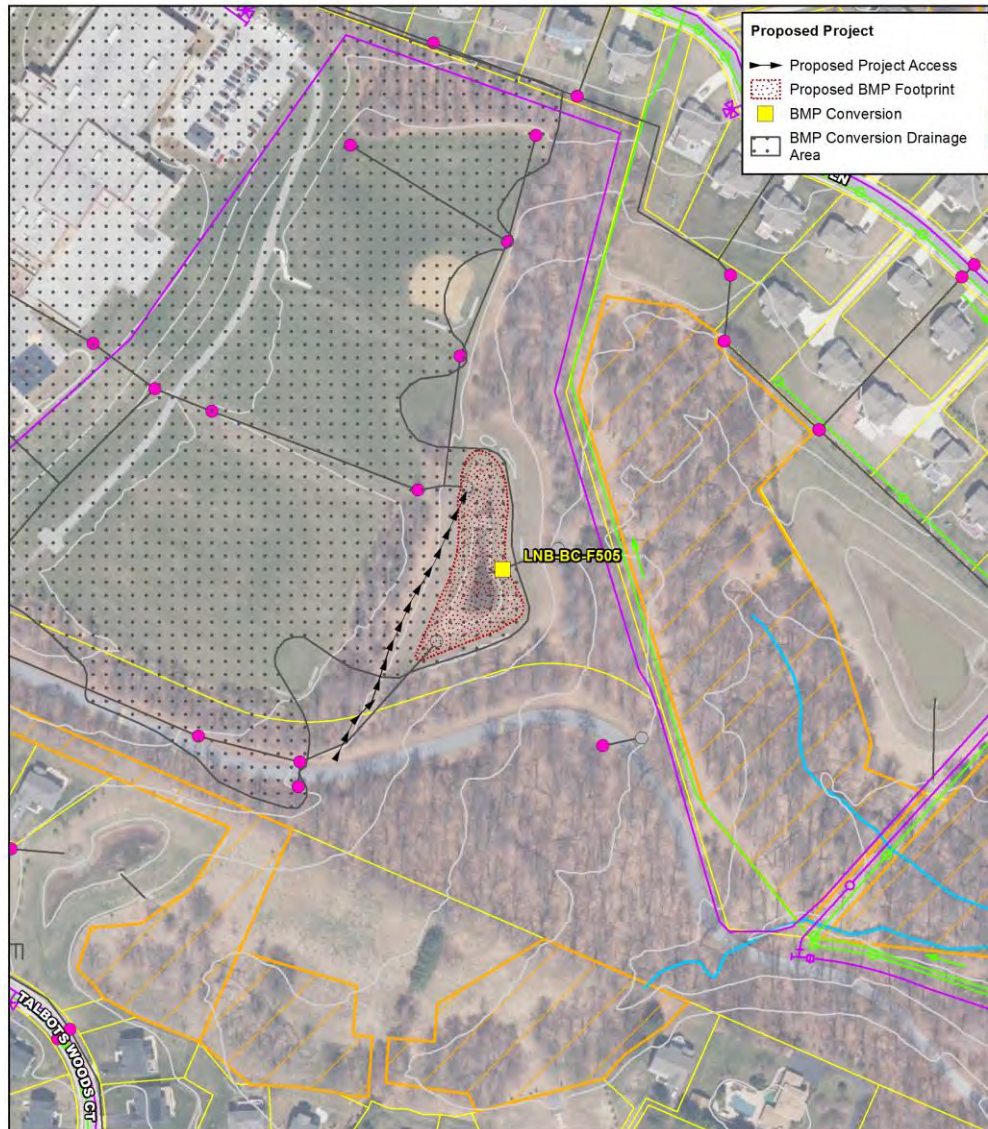 Proposed Project
Proposed Project Access
Proposed BMP Footprint
BMP Conversion
BMP Conversion Drainage
Area
LN
LNB-BC-F505
TALBOTS WOODS CT